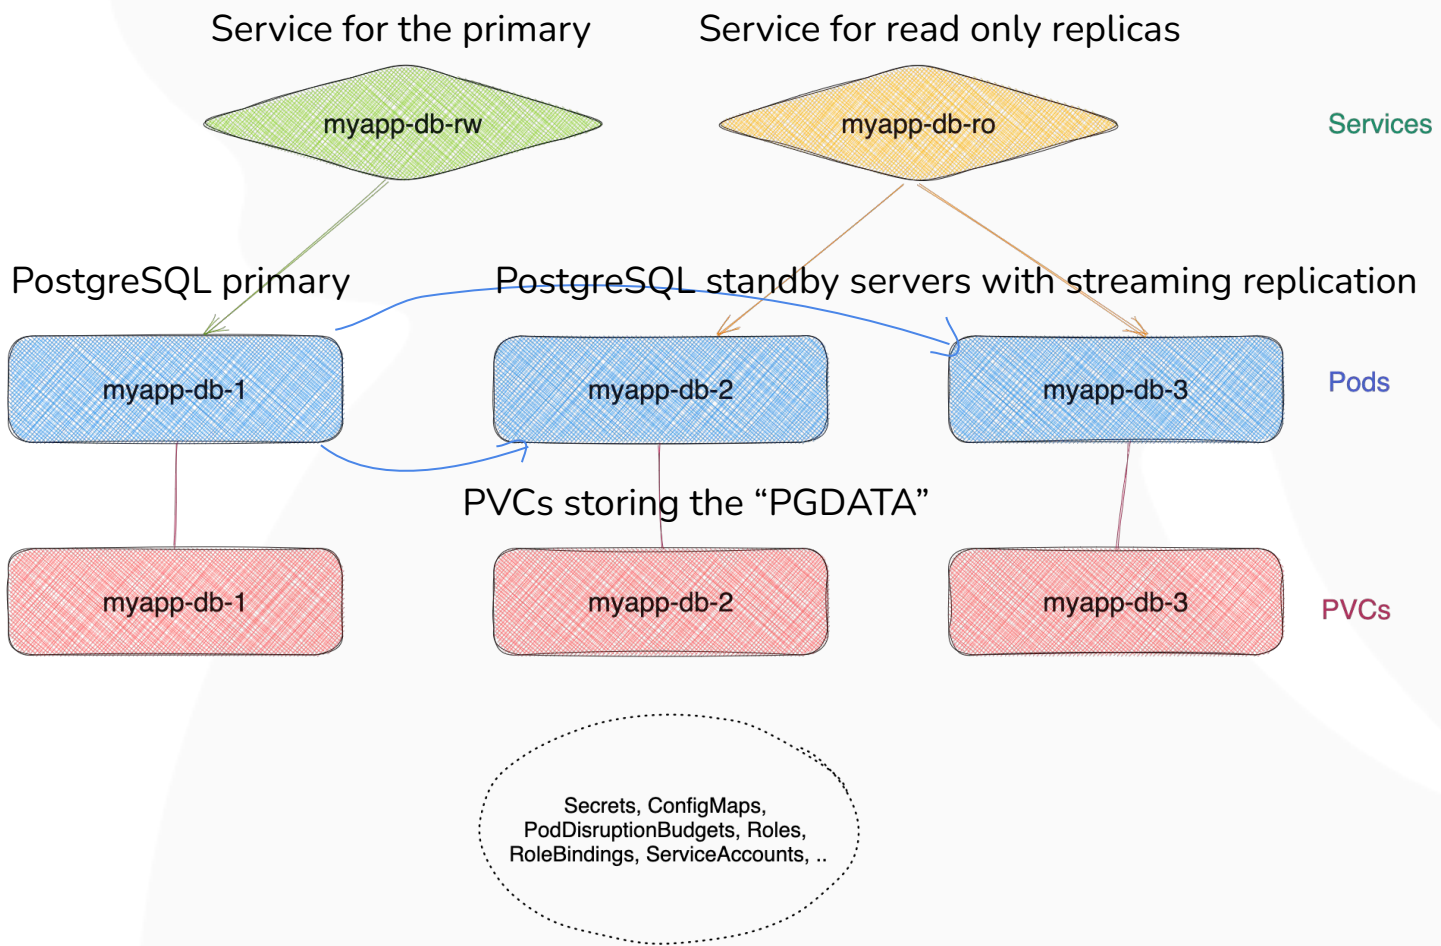 Service for the primary
Service for read only replicas
myapp-db-rw
myapp-db-ro
Services
PostgreSQL primary
PostgreSQL standby servers with streaming replication
myapp-db-1
myapp-db-2
myapp-db-3
Pods
PVCs storing the “PGDATA”
myapp-db-1
myapp-db-2
myapp-db-3
PVCs
Secrets, ConfigMaps,
PodDisruptionBudgets, Roles,
RoleBindings, ServiceAccounts, ..